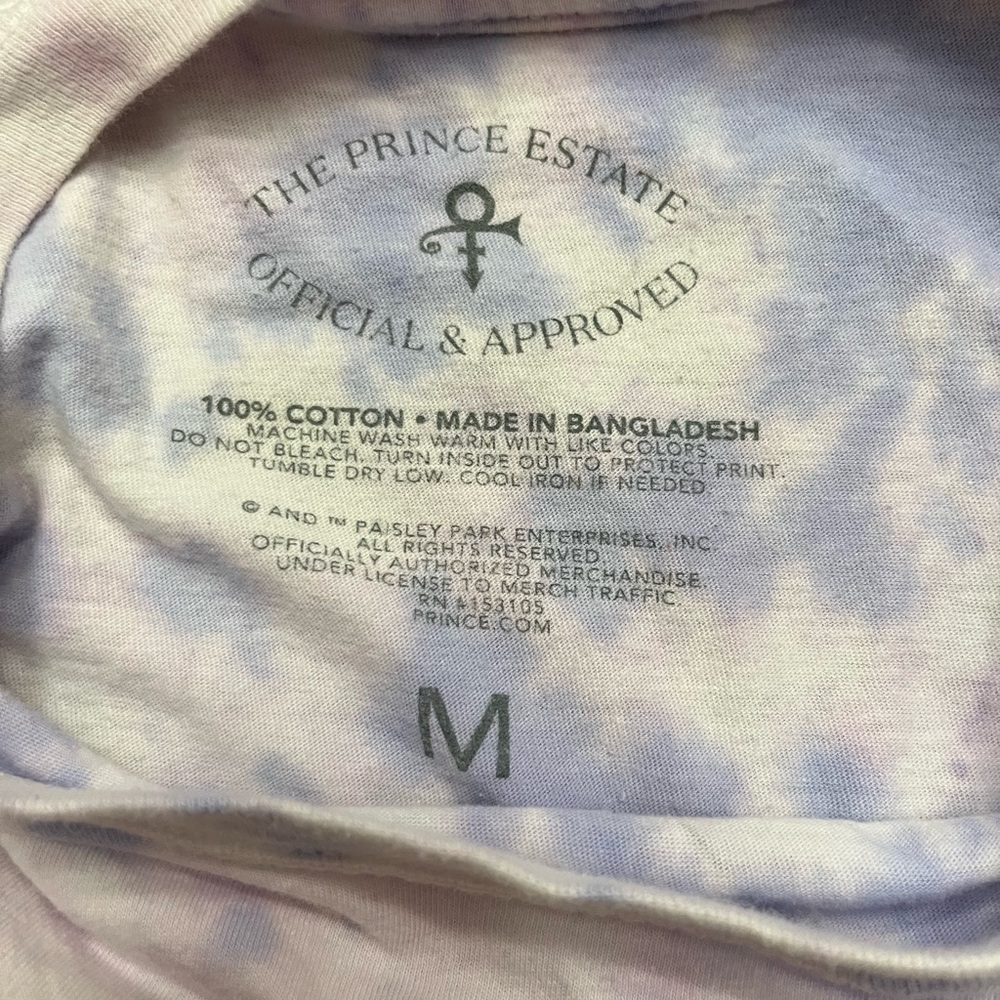 THE PRINCE ESTATE
OFFICIAL & APPROVED
100% COTTON • MADE IN BANGLADESH
MACHINE WASH WARM WITH LIKE COLORS.
DO NOT BLEACH. TURN INSIDE OUT TO PROTECT PRINT.
TUMBLE DRY LOW. COOL IRON IF NEEDED.
© AND ™ PAISLEY PARK ENTERPRISES, INC.
ALL RIGHTS RESERVED.
OFFICIALLY AUTHORIZED MERCHANDISE.
UNDER LICENSE TO MERCH TRAFFIC.
RN #153105
PRINCE.COM
M